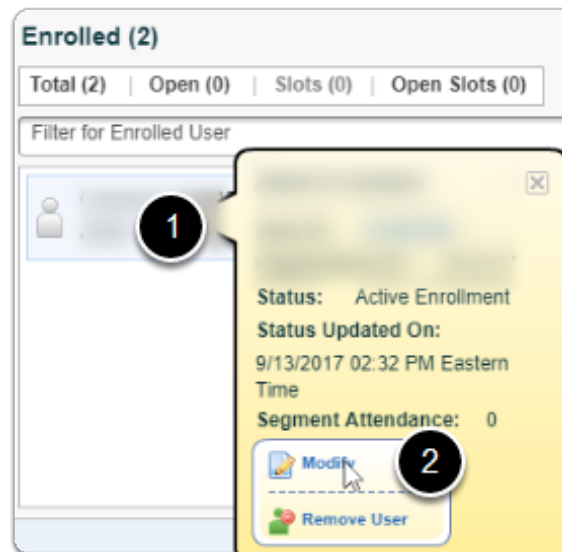 Enrolled (2)
Total (2) | Open (0) | Slots (0) | Open Slots (0)
Filter for Enrolled User
1
Status: Active Enrollment
Status Updated On:
9/13/2017 02:32 PM Eastern
Time
Segment Attendance: 0
Modify
2
Remove User